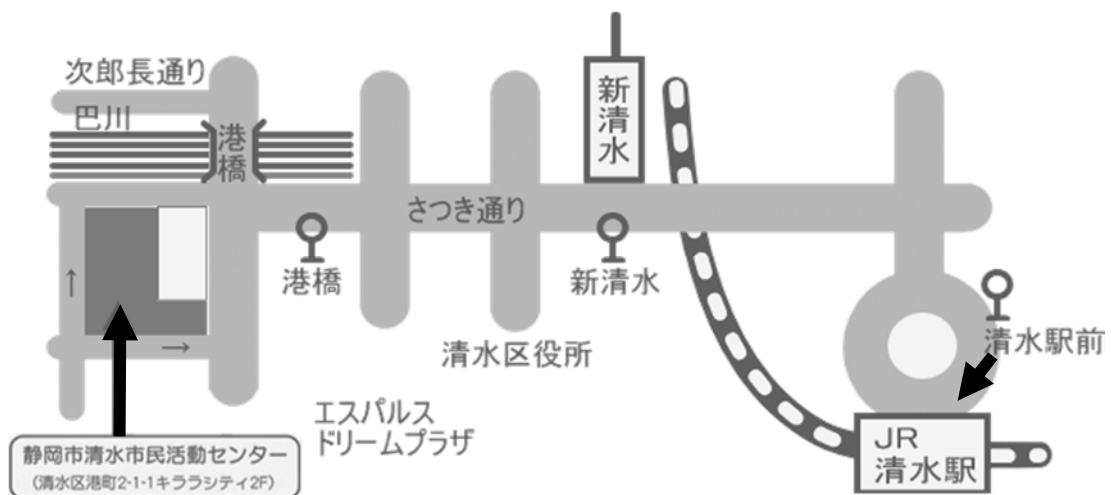 次郎長通り
巴川
港橋
新清水
さつき通り
港橋
新清水
清水駅前
清水区役所
エスパルス
ドリームプラザ
JR
清水駅
静岡市清水市民活動センター
(清水区港町2-1-1キララシティ2F)